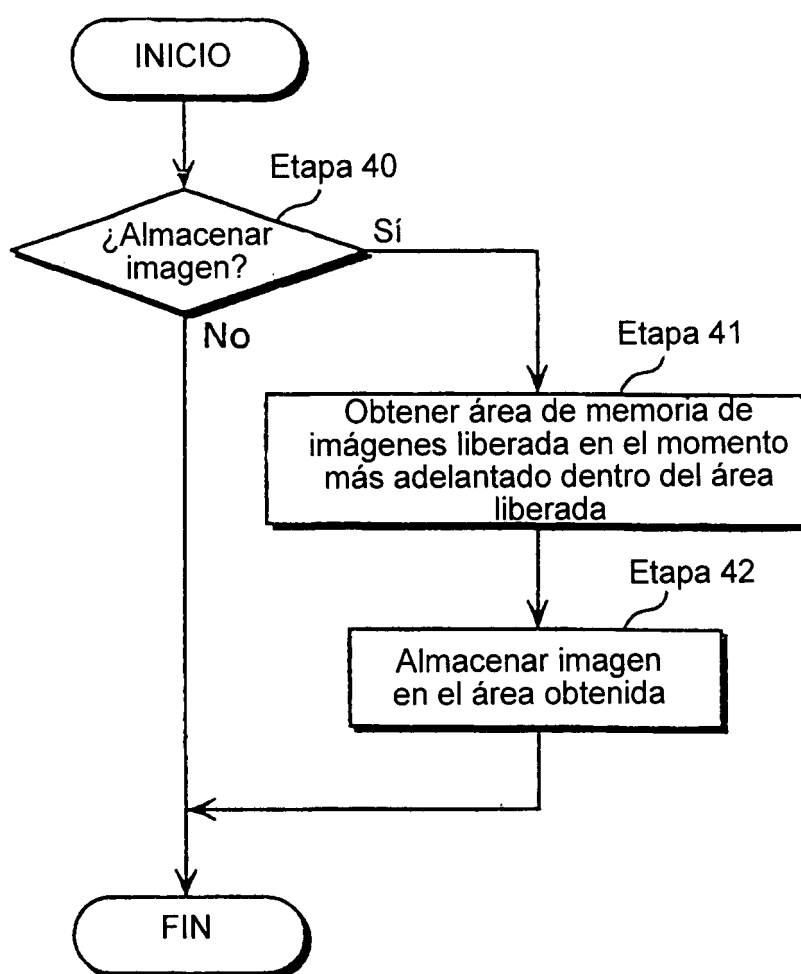 INICIO
Etapa 40
¿Almacenar
imagen?
Sí
No
Etapa 41
Obtener área de memoria de
imágenes liberada en el momento
más adelantado dentro del área
liberada
Etapa 42
Almacenar imagen
en el área obtenida
FIN